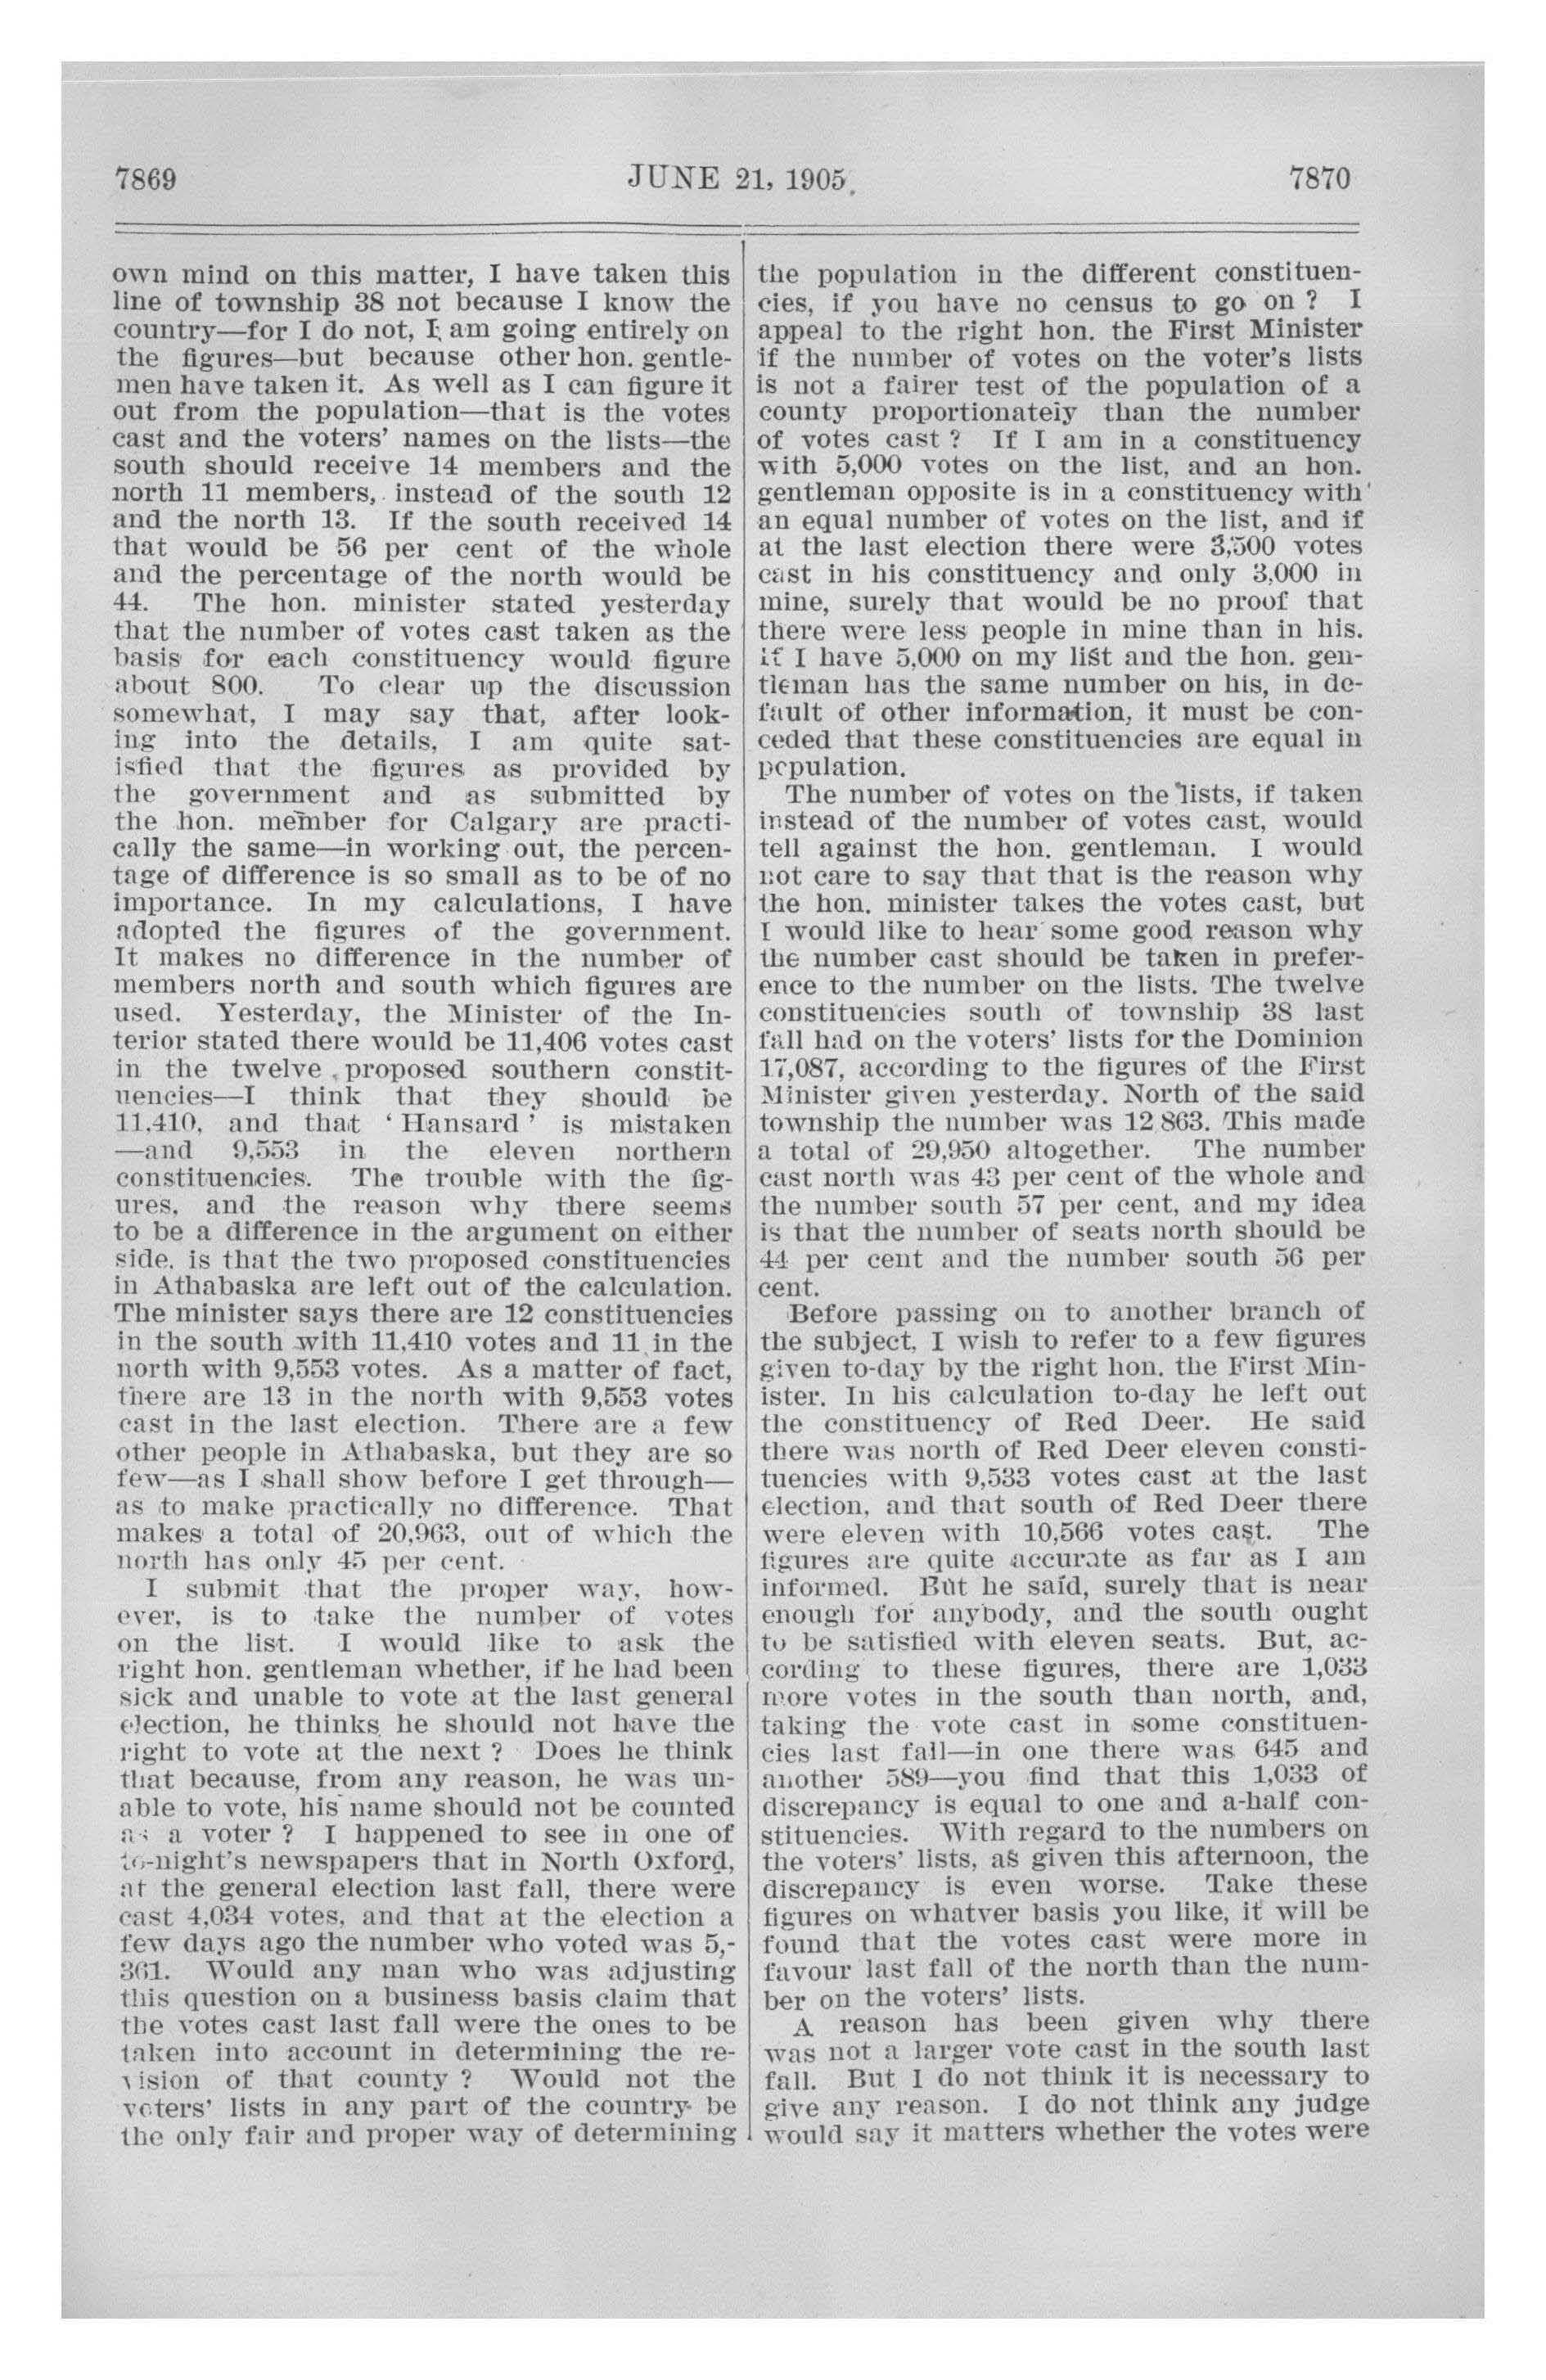 7869
JUNE 21, 1905.
7870
own mind on this matter, I have taken this
line of township 38 not because I know the
country—for I do not, I am going entirely on
the figures—but because other hon. gentle-
men have taken it. As well as I can figure it
out from the population—that is the votes
cast and the voters' names on the lists—the
south should receive 14 members and the
north 11 members, instead of the south 12
and the north 13. If the south received 14
that would be 56 per cent of the whole
and the percentage of the north would be
44. The hon. minister stated yesterday
that the number of votes cast taken as the
basis for each constituency would figure
about 800. To clear up the discussion
somewhat, I may say that, after look-
ing into the details, I am quite sat-
isfied that the figures as provided by
the government and as submitted by
the hon. member for Calgary are practi-
cally the same—in working out, the percen-
tage of difference is so small as to be of no
importance. In my calculations, I have
adopted the figures of the government.
It makes no difference in the number of
members north and south which figures are
used. Yesterday, the Minister of the In-
terior stated there would be 11,406 votes cast
in the twelve proposed southern constit-
uencies—I think that they should be
11,410, and that 'Hansard' is mistaken
—and 9,553 in the eleven northern
constituencies. The trouble with the fig-
ures, and the reason why there seems
to be a difference in the argument on either
side, is that the two proposed constituencies
in Athabaska are left out of the calculation.
The minister says there are 12 constituencies
in the south with 11,410 votes and 11 in the
north with 9,553 votes. As a matter of fact,
there are 13 in the north with 9,553 votes
cast in the last election. There are a few
other people in Athabaska, but they are so
few—as I shall show before I get through—
as to make practically no difference. That
makes a total of 20,963, out of which the
north has only 45 per cent.
I submit that the proper way, how-
ever, is to take the number of votes
on the list. I would like to ask the
right hon. gentleman whether, if he had been
sick and unable to vote at the last general
election, he thinks he should not have the
right to vote at the next ? Does he think
that because, from any reason, he was un-
able to vote, his name should not be counted
as a voter ? I happened to see in one of
to-night's newspapers that in North Oxford,
at the general election last fall, there were
cast 4,034 votes, and that at the election a
few days ago the number who voted was 5,-
361. Would any man who was adjusting
this question on a business basis claim that
the votes cast last fall were the ones to be
taken into account in determining the re-
vision of that county ? Would not the
voters' lists in any part of the country be
the only fair and proper way of determining
the population in the different constituen-
cies, if you have no census to go on ? I
appeal to the right hon. the First Minister
if the number of votes on the voter's lists
is not a fairer test of the population of a
county proportionately than the number
of votes cast ? If I am in a constituency
with 5,000 votes on the list, and an hon.
gentleman opposite is in a constituency with
an equal number of votes on the list, and if
at the last election there were 3,500 votes
cast in his constituency and only 3,000 in
mine, surely that would be no proof that
there were less people in mine than in his.
if I have 5,000 on my list and the hon. gen-
tleman has the same number on his, in de-
fault of other information, it must be con-
ceded that these constituencies are equal in
population.
The number of votes on the lists, if taken
instead of the number of votes cast, would
tell against the hon. gentleman. I would
not care to say that that is the reason why
the hon. minister takes the votes cast, but
I would like to hear some good reason why
the number cast should be taken in prefer-
ence to the number on the lists. The twelve
constituencies south of township 38 last
fall had on the voters' lists for the Dominion
17,087, according to the figures of the First
Minister given yesterday. North of the said
township the number was 12,863. This made
a total of 29,950 altogether. The number
cast north was 43 per cent of the whole and
the number south 57 per cent, and my idea
is that the number of seats north should be
44 per cent and the number south 56 per
cent.
Before passing on to another branch of
the subject, I wish to refer to a few figures
given to-day by the right hon. the First Min-
ister. In his calculation to-day he left out
the constituency of Red Deer. He said
there was north of Red Deer eleven consti-
tuencies with 9,533 votes cast at the last
election, and that south of Red Deer there
were eleven with 10,566 votes cast. The
figures are quite accurate as far as I am
informed. But he said, surely that is near
enough for anybody, and the south ought
to be satisfied with eleven seats. But, ac-
cording to these figures, there are 1,033
more votes in the south than north, and,
taking the vote cast in some constituen-
cies last fall—in one there was 645 and
another 589—you find that this 1,033 of
discrepancy is equal to one and a-half con-
stituencies. With regard to the numbers on
the voters' lists, as given this afternoon, the
discrepancy is even worse. Take these
figures on whatver basis you like, it will be
found that the votes cast were more in
favour last fall of the north than the num-
ber on the voters' lists.
A reason has been given why there
was not a larger vote cast in the south last
fall. But I do not think it is necessary to
give any reason. I do not think any judge
would say it matters whether the votes were